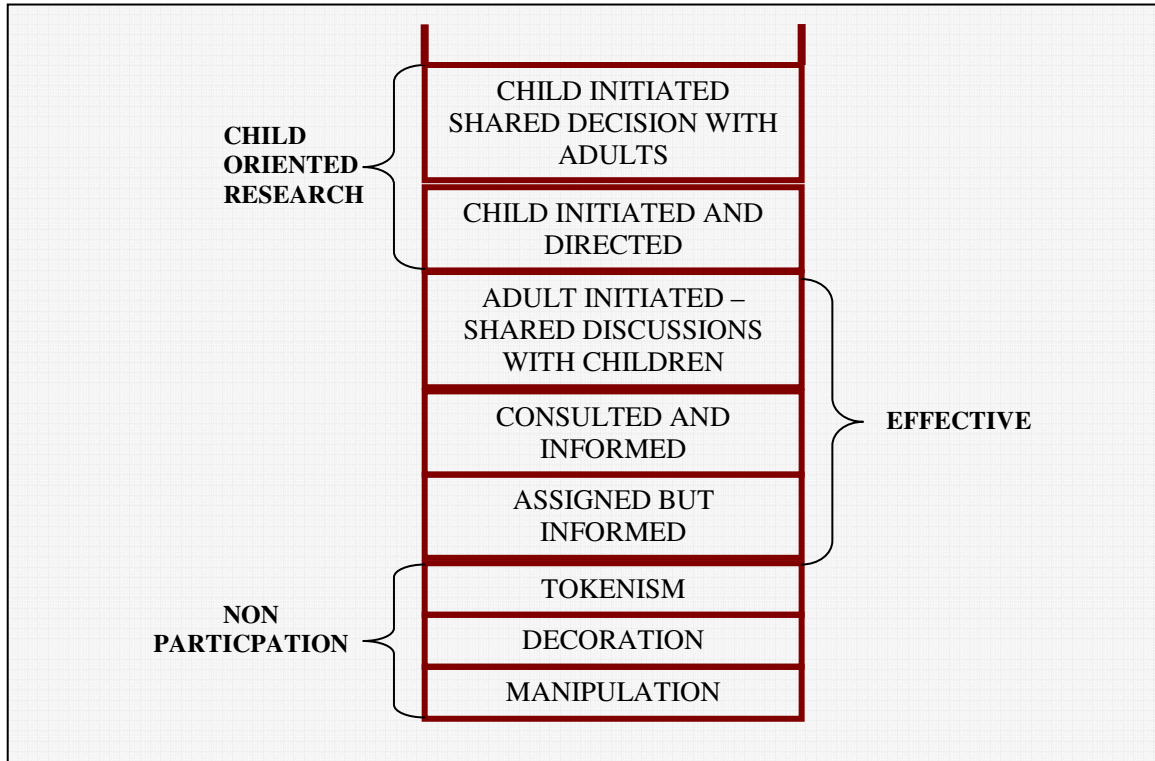 CHILD INITIATED
SHARED DECISION WITH
ADULTS
CHILD
ORIENTED
RESEARCH
CHILD INITIATED AND
DIRECTED
ADULT INITIATED –
SHARED DISCUSSIONS
WITH CHILDREN
CONSULTED AND
INFORMED
EFFECTIVE
ASSIGNED BUT
INFORMED
TOKENISM
NON
PARTICPATION
DECORATION
MANIPULATION